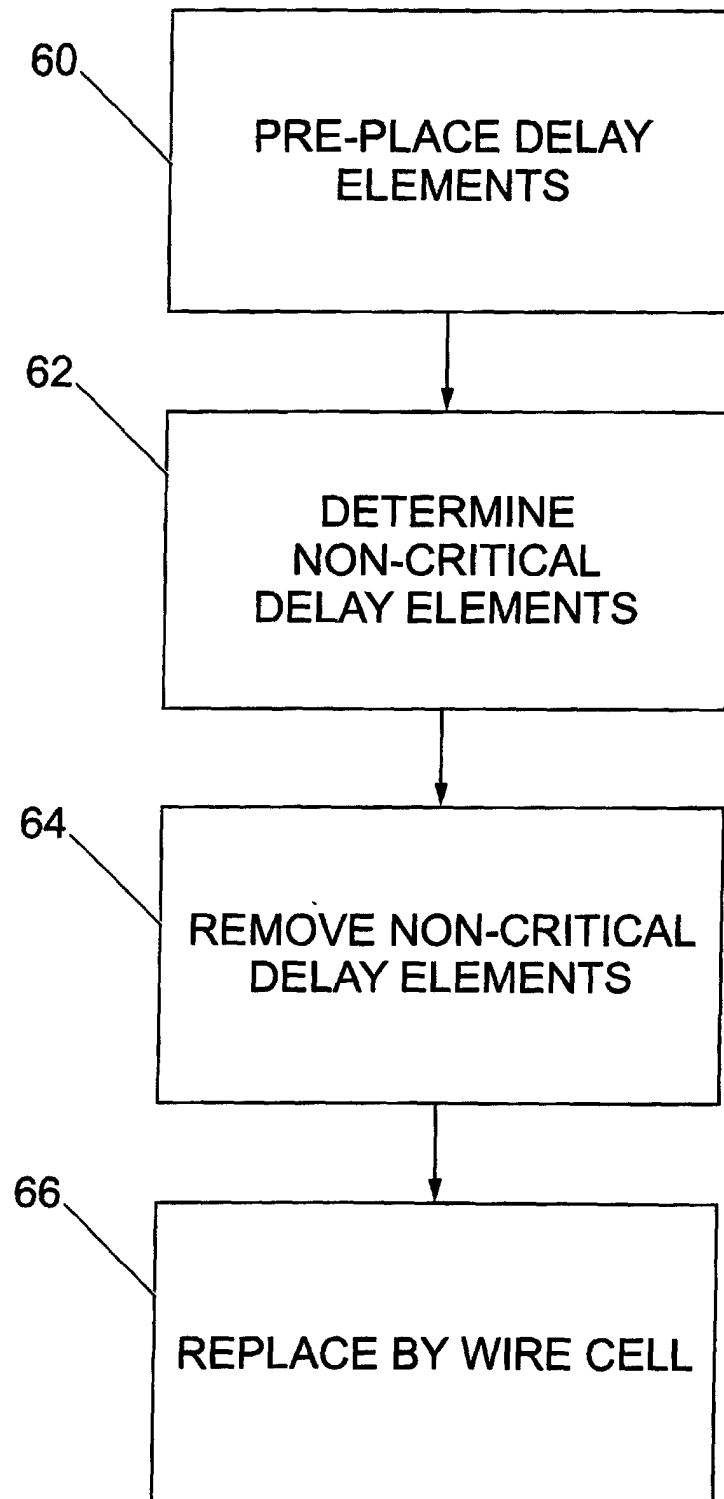 60
PRE-PLACE DELAY
ELEMENTS
62
DETERMINE
NON-CRITICAL
DELAY ELEMENTS
64
REMOVE NON-CRITICAL
DELAY ELEMENTS
66
REPLACE BY WIRE CELL